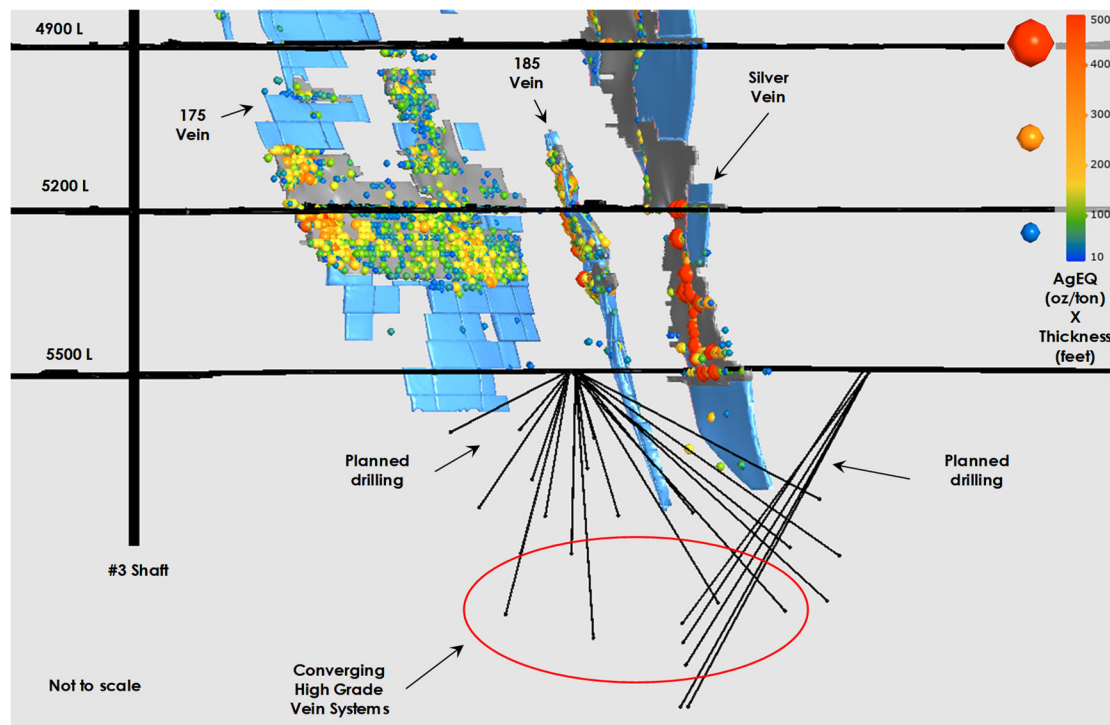 4900 L
175
Vein
185
Vein
Silver
Vein
500
400
300
200
100
10
AgEQ
(oz/ton)
X
Thickness
(feet)
5200 L
5500 L
Planned
drilling
Planned
drilling
#3 Shaft
Converging
High Grade
Vein Systems
Not to scale